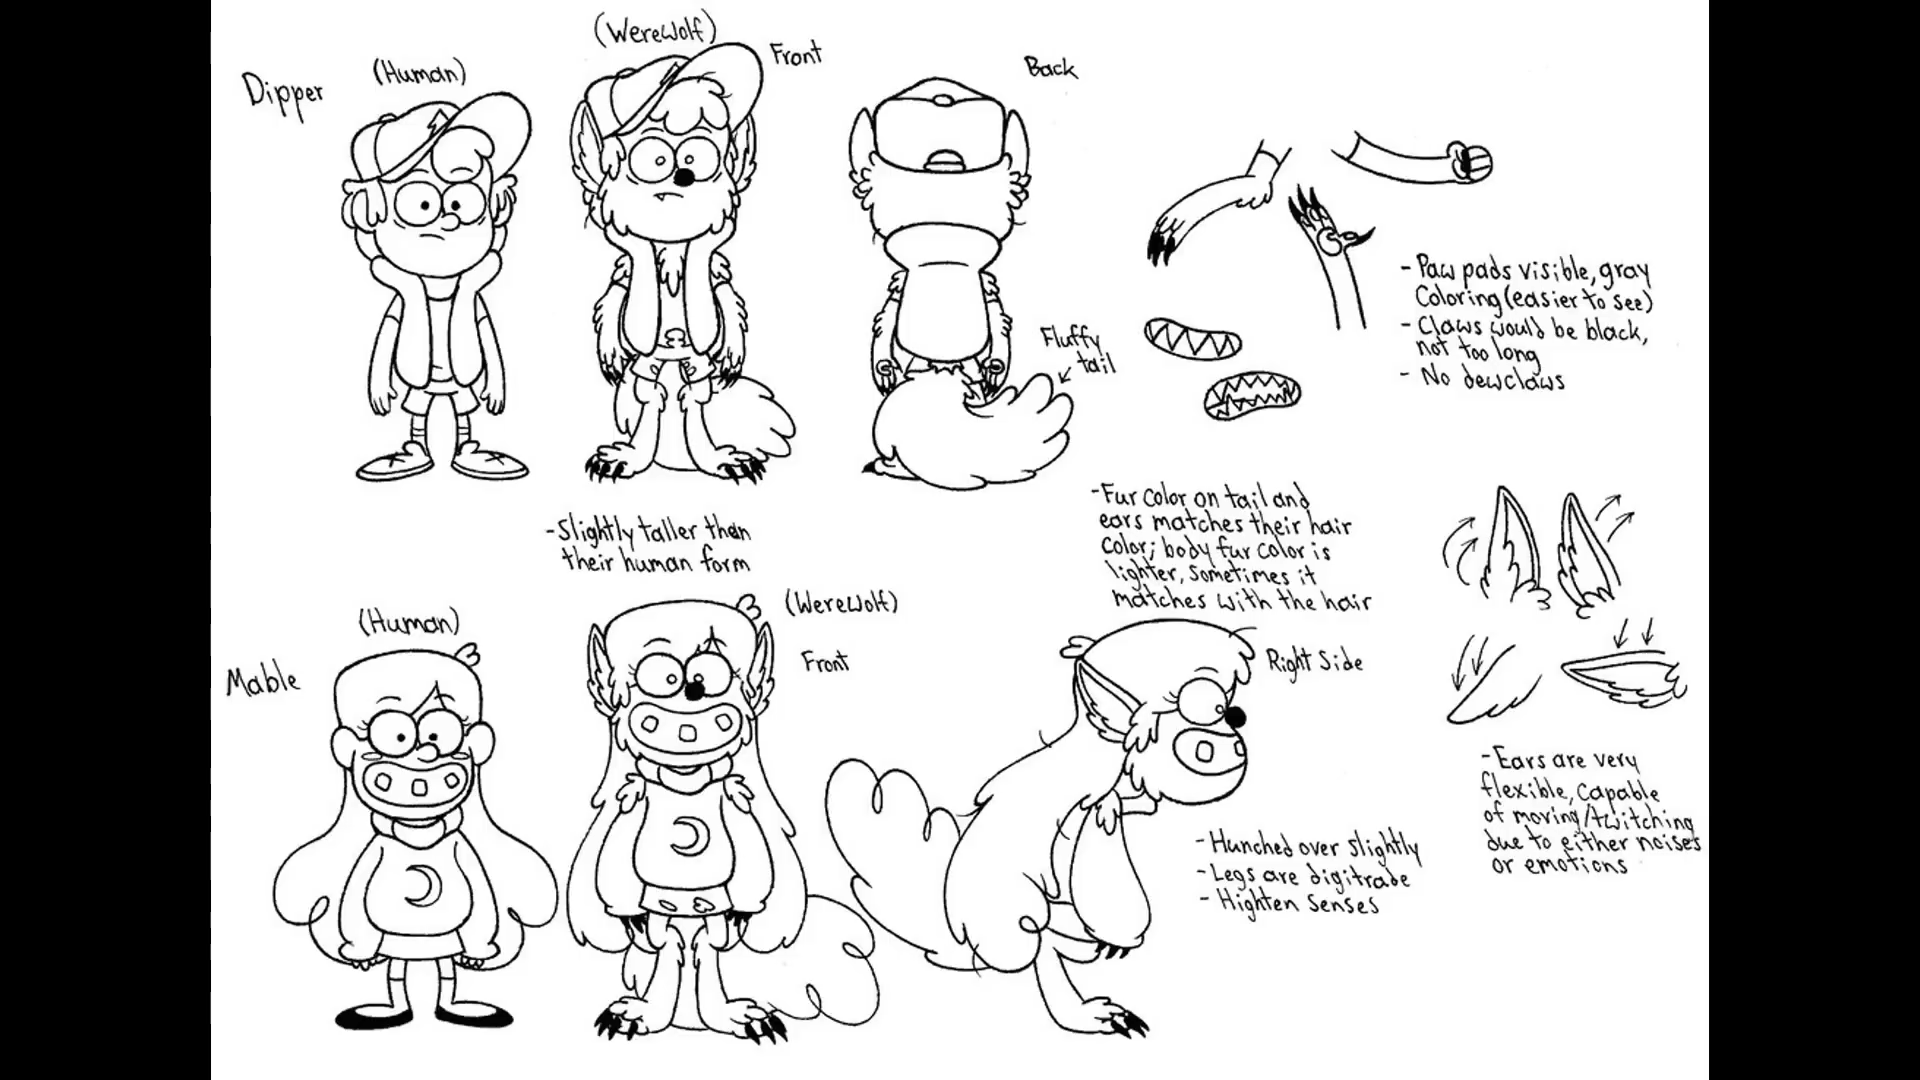 Dipper
(Human)
(Werewolf)
Front
Back
Fluffy
tail
- Paw pads visible, gray
Coloring (easier to see)
- Claws would be black,
not too long
- No dewclaws
- Slightly taller than
their human form
- Fur color on tail and
ears matches their hair
color; body fur color is
lighter, sometimes it
matches with the hair
Mable
(Human)
(Werewolf)
Front
Right Side
- Hunched over slightly
- Legs are digitrade
- Highten senses
- Ears are very
flexible, capable
of moving/twitching
due to either noises
or emotions